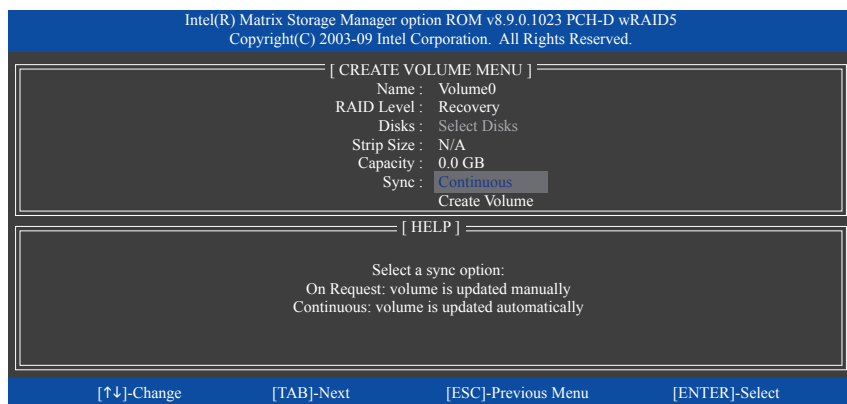 Intel(R) Matrix Storage Manager option ROM v8.9.0.1023 PCH-D wRAID5
Copyright(C) 2003-09 Intel Corporation.  All Rights Reserved.
[ CREATE VOLUME MENU ]
Name :  Volume0
RAID Level :  Recovery
Disks :  Select Disks
Strip Size :  N/A
Capacity :  0.0 GB
Sync :  Continuous
Create Volume
[ HELP ]
Select a sync option:
On Request: volume is updated manually
Continuous: volume is updated automatically
[↑↓]-Change  [TAB]-Next  [ESC]-Previous Menu  [ENTER]-Select